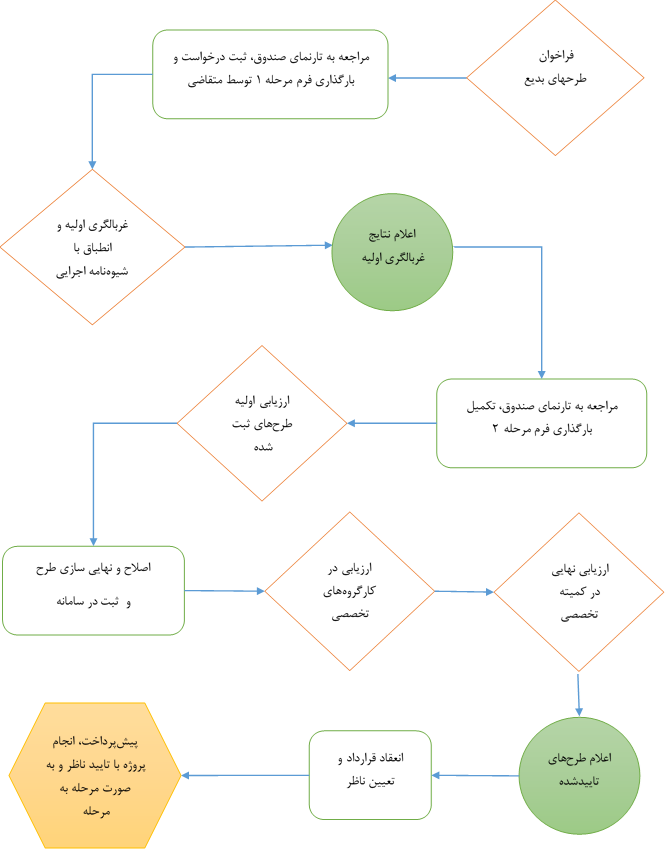 فراخوان
طرحهای بدیع
مراجعه به تارنمای صندوق، ثبت درخواست و
بارگذاری فرم مرحله ۱ توسط متقاضی
غربالگری اولیه و
انطباق با
شیوه‌نامه اجرایی
اعلام نتایج
غربالگری اولیه
مراجعه به تارنمای صندوق، تکمیل
بارگذاری فرم مرحله ۲
ارزیابی اولیه
طرح‌های ثبت
شده
اصلاح و نهایی سازی طرح
و ثبت در سامانه
ارزیابی در
کارگروه‌های
تخصصی
ارزیابی نهایی
در کمیته
تخصصی
اعلام طرح‌های
تاییدشده
انعقاد قرارداد و
تعیین ناظر
پیش‌پرداخت، انجام
پروژه با تایید ناظر و به
صورت مرحله به
مرحله